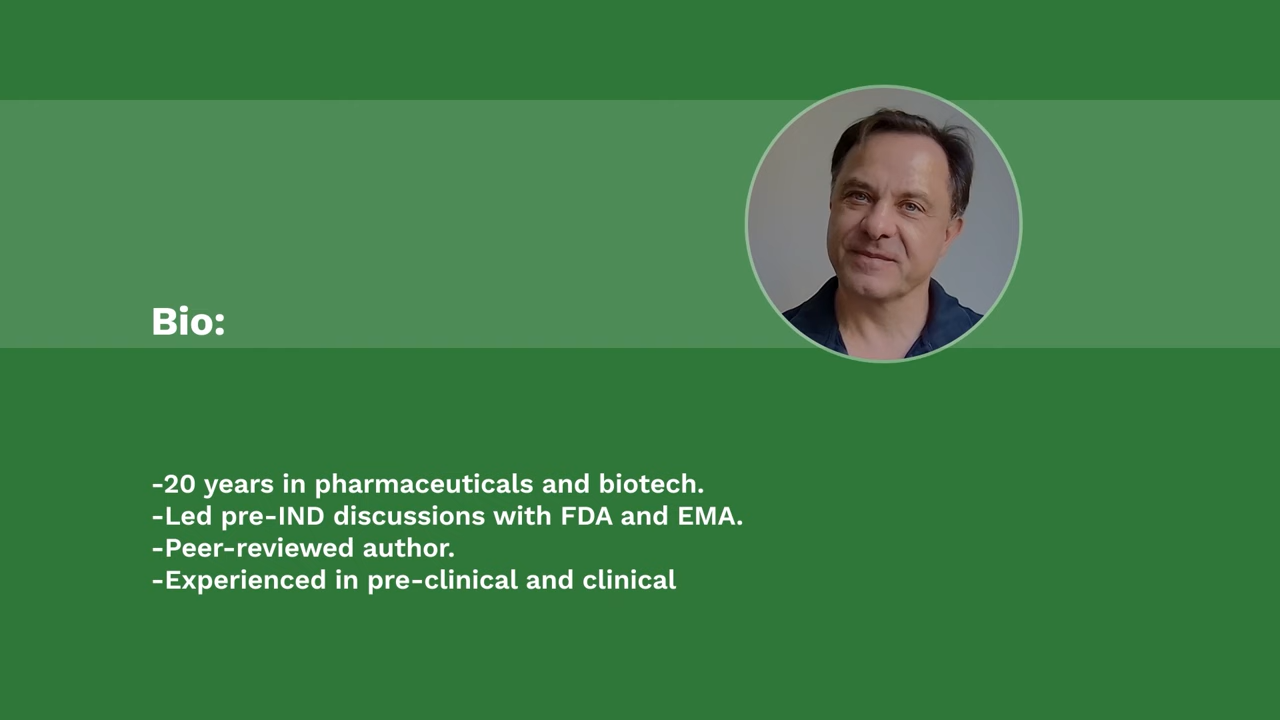 Bio:
-20 years in pharmaceuticals and biotech.
-Led pre-IND discussions with FDA and EMA.
-Peer-reviewed author.
-Experienced in pre-clinical and clinical